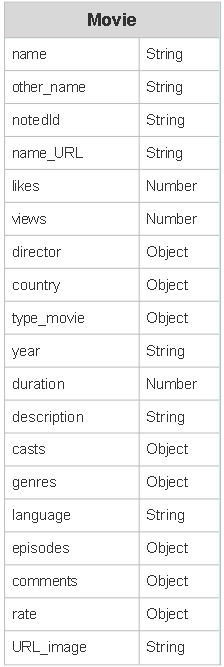 Movie
name String
other_name String
notedId String
name_URL String
likes Number
views Number
director Object
country Object
type_movie Object
year String
duration Number
description String
casts Object
genres Object
language String
episodes Object
comments Object
rate Object
URL_image String